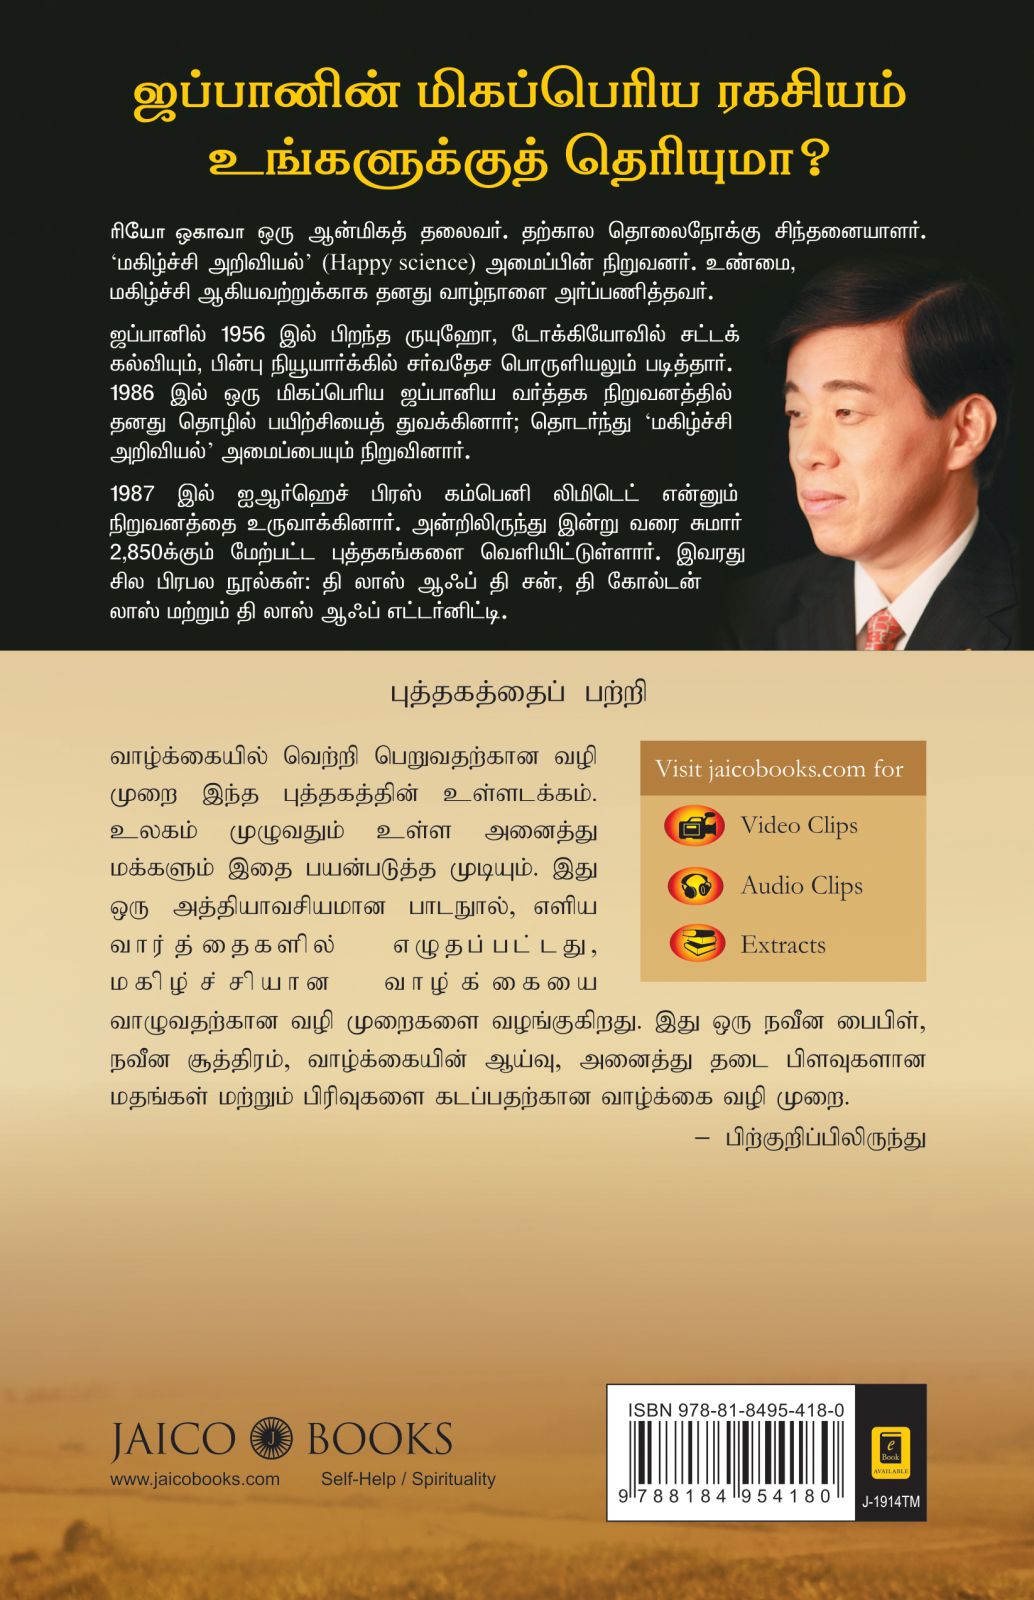 ஜப்பானின் மிகப்பெரிய ரகசியம்
உங்களுக்குத் தெரியுமா?
ரியோ ஒகாவா ஒரு ஆன்மிகத் தலைவர். தற்கால தொலைநோக்கு சிந்தனையாளர்.
‘மகிழ்ச்சி அறிவியல்’ (Happy science) அமைப்பின் நிறுவனர். உண்மை,
மகிழ்ச்சி ஆகியவற்றுக்காக தனது வாழ்நாளை அர்ப்பணித்தவர்.
ஜப்பானில் 1956 இல் பிறந்த ருயுஹோ, டோக்கியோவில் சட்டக்
கல்வியும், பின்பு நியூயார்க்கில் சர்வதேச பொருளியலும் படித்தார்.
1986 இல் ஒரு மிகப்பெரிய ஜப்பானிய வர்த்தக நிறுவனத்தில்
தனது தொழில் பயிற்சியைத் துவக்கினார்; தொடர்ந்து ‘மகிழ்ச்சி
அறிவியல்’ அமைப்பையும் நிறுவினார்.
1987 இல் ஐஆர்ஹெச் பிரஸ் கம்பெனி லிமிடெட் என்னும்
நிறுவனத்தை உருவாக்கினார். அன்றிலிருந்து இன்று வரை சுமார்
2,850க்கும் மேற்பட்ட புத்தகங்களை வெளியிட்டுள்ளார். இவரது
சில பிரபல நூல்கள்: தி லாஸ் ஆஃப் தி சன், தி கோல்டன்
லாஸ் மற்றும் தி லாஸ் ஆஃப் எட்டர்னிட்டி.
புத்தகத்தைப் பற்றி
வாழ்க்கையில் வெற்றி பெறுவதற்கான வழி
முறை இந்த புத்தகத்தின் உள்ளடக்கம்.
உலகம் முழுவதும் உள்ள அனைத்து
மக்களும் இதை பயன்படுத்த முடியும். இது
ஒரு அத்தியாவசியமான பாடநுால், எளிய
வார்த்தைகளில் எழுதப்பட்டது,
மகிழ்ச்சியான வாழ்க்கையை
வாழுவதற்கான வழி முறைகளை வழங்குகிறது. இது ஒரு நவீன பைபிள்,
நவீன சூத்திரம், வாழ்க்கையின் ஆய்வு, அனைத்து தடை பிளவுகளான
மதங்கள் மற்றும் பிரிவுகளை கடப்பதற்கான வாழ்க்கை வழி முறை.
– பிற்குறிப்பிலிருந்து
Visit jaicobooks.com for
Video Clips
Audio Clips
Extracts
JAICO J BOOKS
www.jaicobooks.com Self-Help / Spirituality
ISBN 978-81-8495-418-0
9 788184 954180
e
Book
AVAILABLE
J-1914TM